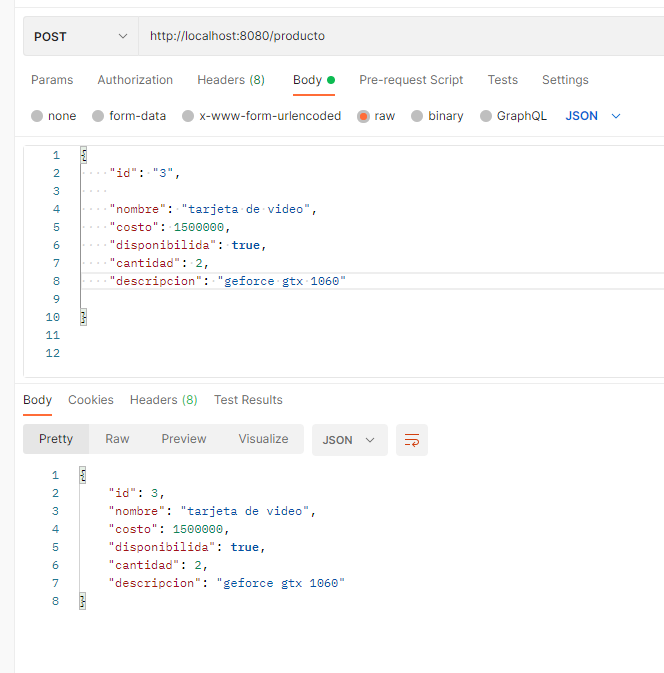 POST http://localhost:8080/producto
Params Authorization Headers (8) Body Pre-request Script Tests Settings
none form-data x-www-form-urlencoded raw binary GraphQL JSON
1 {
2 "id": "3",
3
4 "nombre": "tarjeta de video",
5 "costo": 1500000,
6 "disponibilida": true,
7 "cantidad": 2,
8 "descripcion": "geforce gtx 1060"
9
10 }
11
12
Body Cookies Headers (8) Test Results
Pretty Raw Preview Visualize JSON
1 {
2 "id": 3,
3 "nombre": "tarjeta de video",
4 "costo": 1500000,
5 "disponibilida": true,
6 "cantidad": 2,
7 "descripcion": "geforce gtx 1060"
8 }